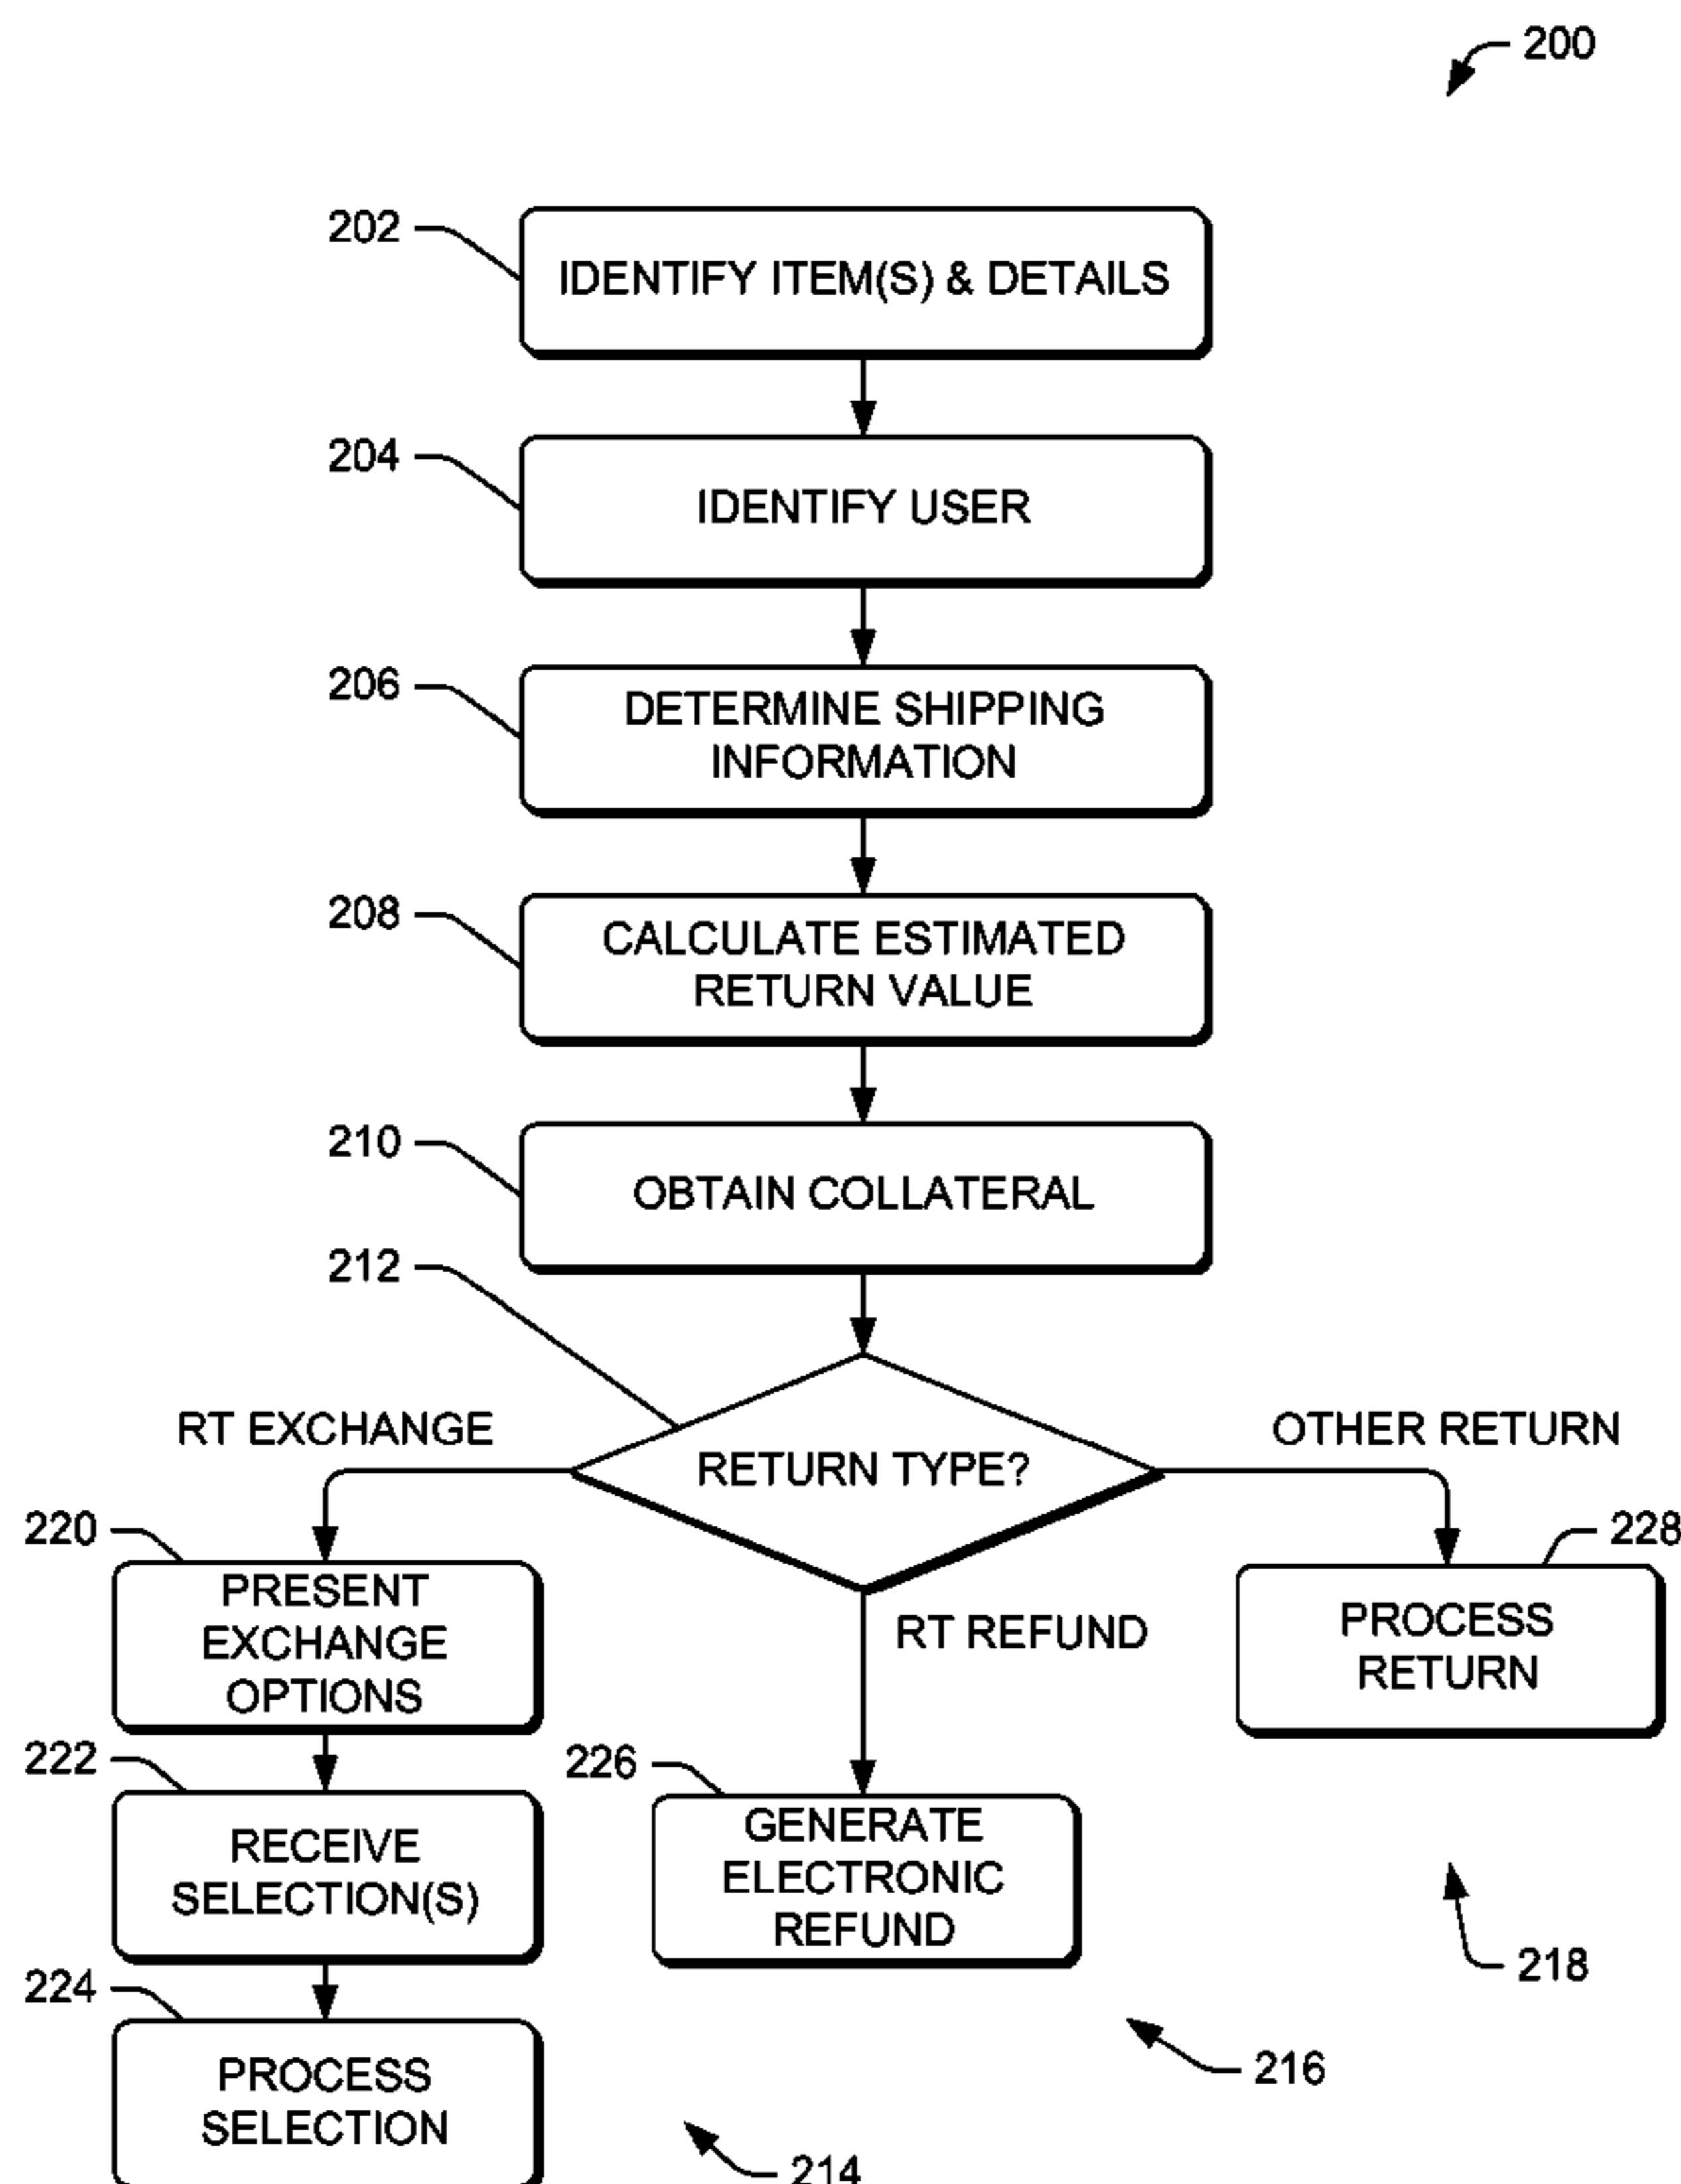 200
202
IDENTIFY ITEM(S) & DETAILS
204
IDENTIFY USER
206
DETERMINE SHIPPING
INFORMATION
208
CALCULATE ESTIMATED
RETURN VALUE
210
OBTAIN COLLATERAL
212
RETURN TYPE?
RT EXCHANGE
OTHER RETURN
220
PRESENT
EXCHANGE
OPTIONS
RT REFUND
228
PROCESS
RETURN
222
RECEIVE
SELECTION(S)
226
GENERATE
ELECTRONIC
REFUND
218
224
PROCESS
SELECTION
216
214